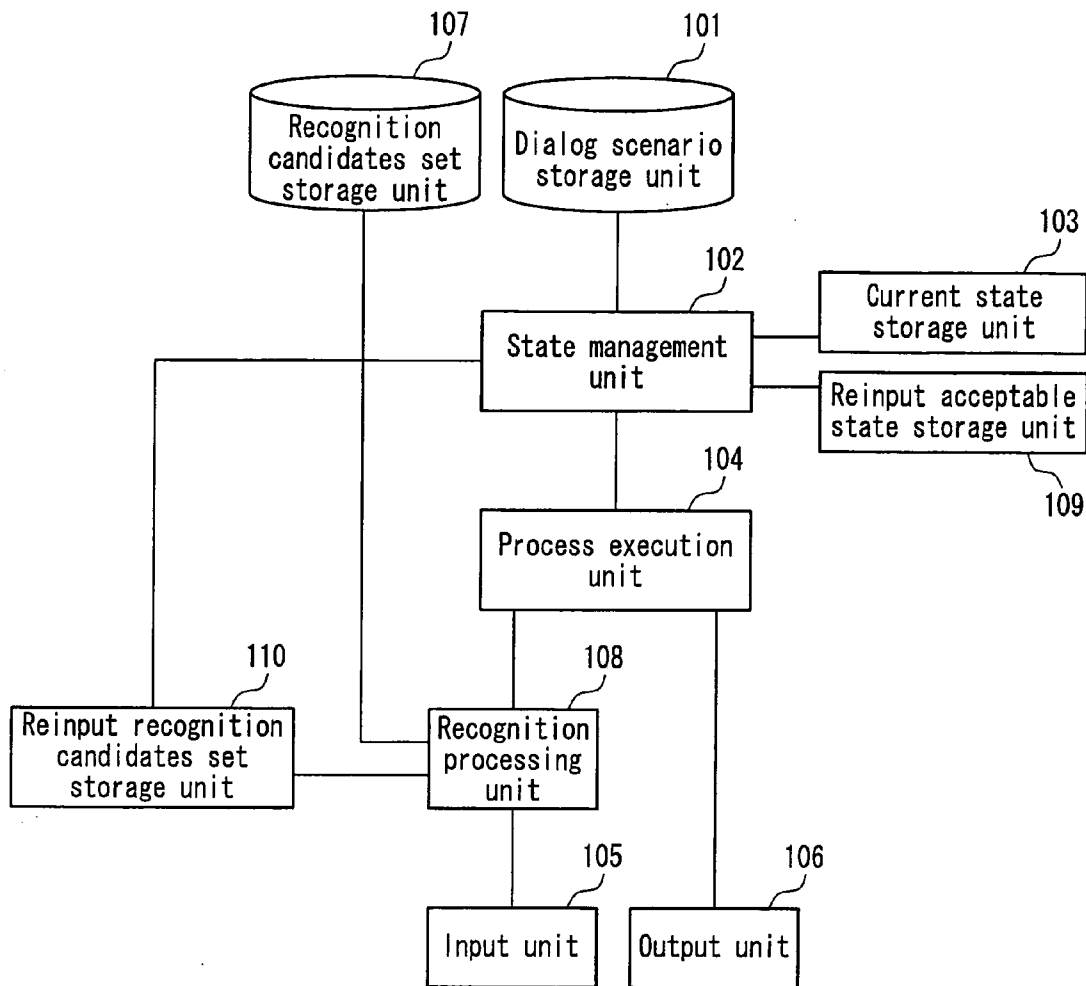 107
101
Recognition
candidates set
storage unit
Dialog scenario
storage unit
103
102
Current state
storage unit
State management
unit
Reinput acceptable
state storage unit
109
104
Process execution
unit
110
108
Reinput recognition
candidates set
storage unit
Recognition
processing
unit
105
106
Input unit
Output unit